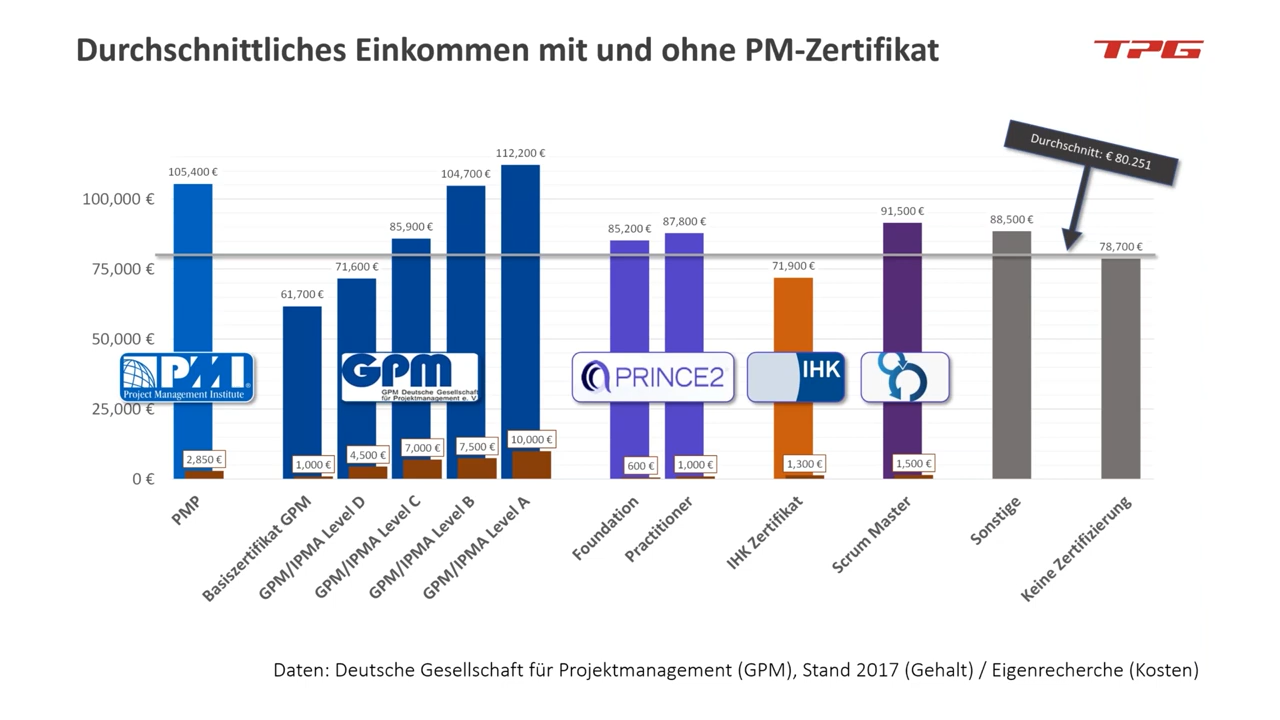 Durchschnittliches Einkommen mit und ohne PM-Zertifikat
TPG
Durchschnitt: € 80.251
100,000 €
75,000 €
50,000 €
25,000 €
0 €
105,400 €
61,700 €
71,600 €
85,900 €
104,700 €
112,200 €
85,200 €
87,800 €
71,900 €
91,500 €
88,500 €
78,700 €
PMI
Project Management Institute
GPM
GPM Deutsche Gesellschaft
für Projektmanagement e. V.
PRINCE2
IHK
2,850 €
1,000 €
4,500 €
7,000 €
7,500 €
10,000 €
600 €
1,000 €
1,300 €
1,500 €
PMP
Basiszertifikat GPM
GPM/IPMA Level D
GPM/IPMA Level C
GPM/IPMA Level B
GPM/IPMA Level A
Foundation
Practitioner
IHK Zertifikat
Scrum Master
Sonstige
Keine Zertifizierung
Daten: Deutsche Gesellschaft für Projektmanagement (GPM), Stand 2017 (Gehalt) / Eigenrecherche (Kosten)